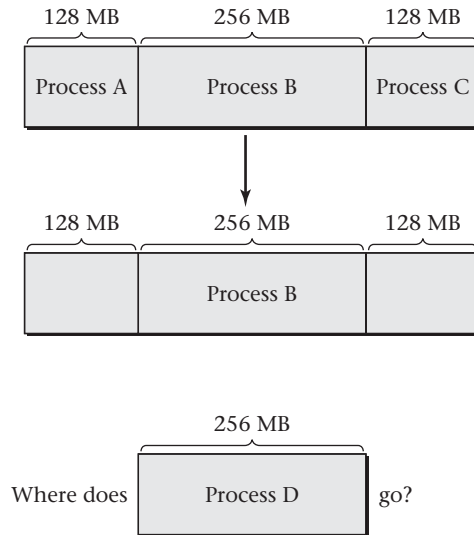 128 MB 256 MB 128 MB
Process A Process B Process C
128 MB 256 MB 128 MB
Process B
256 MB
Where does Process D go?